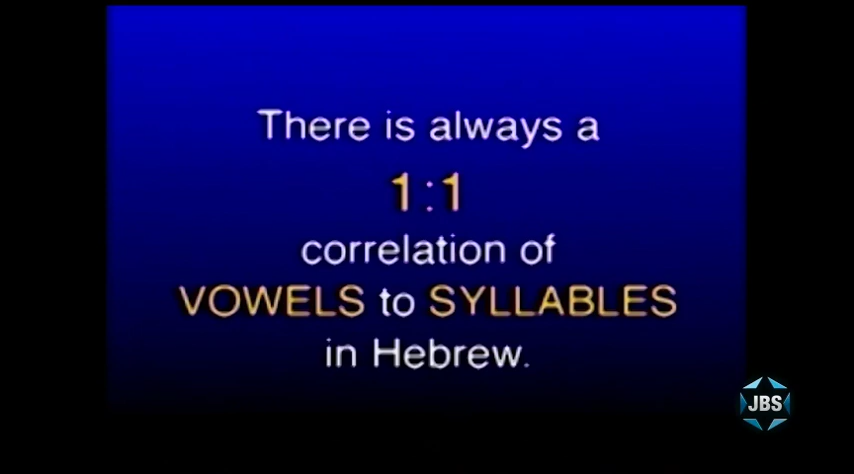 There is always a
1:1
correlation of
VOWELS to SYLLABLES
in Hebrew.
JBS